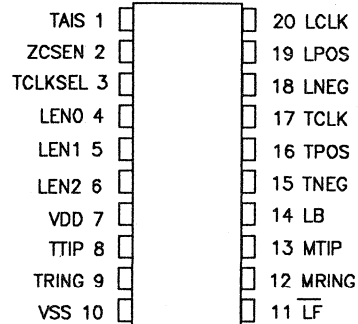 TAIS 1 20 LCLK
ZCSEN 2 19 LPOS
TCLKSEL 3 18 LNEG
LEN0 4 17 TCLK
LEN1 5 16 TPOS
LEN2 6 15 TNEG
VDD 7 14 LB
TTIP 8 13 MTIP
TRING 9 12 MRING
VSS 10 11 L̅F̅